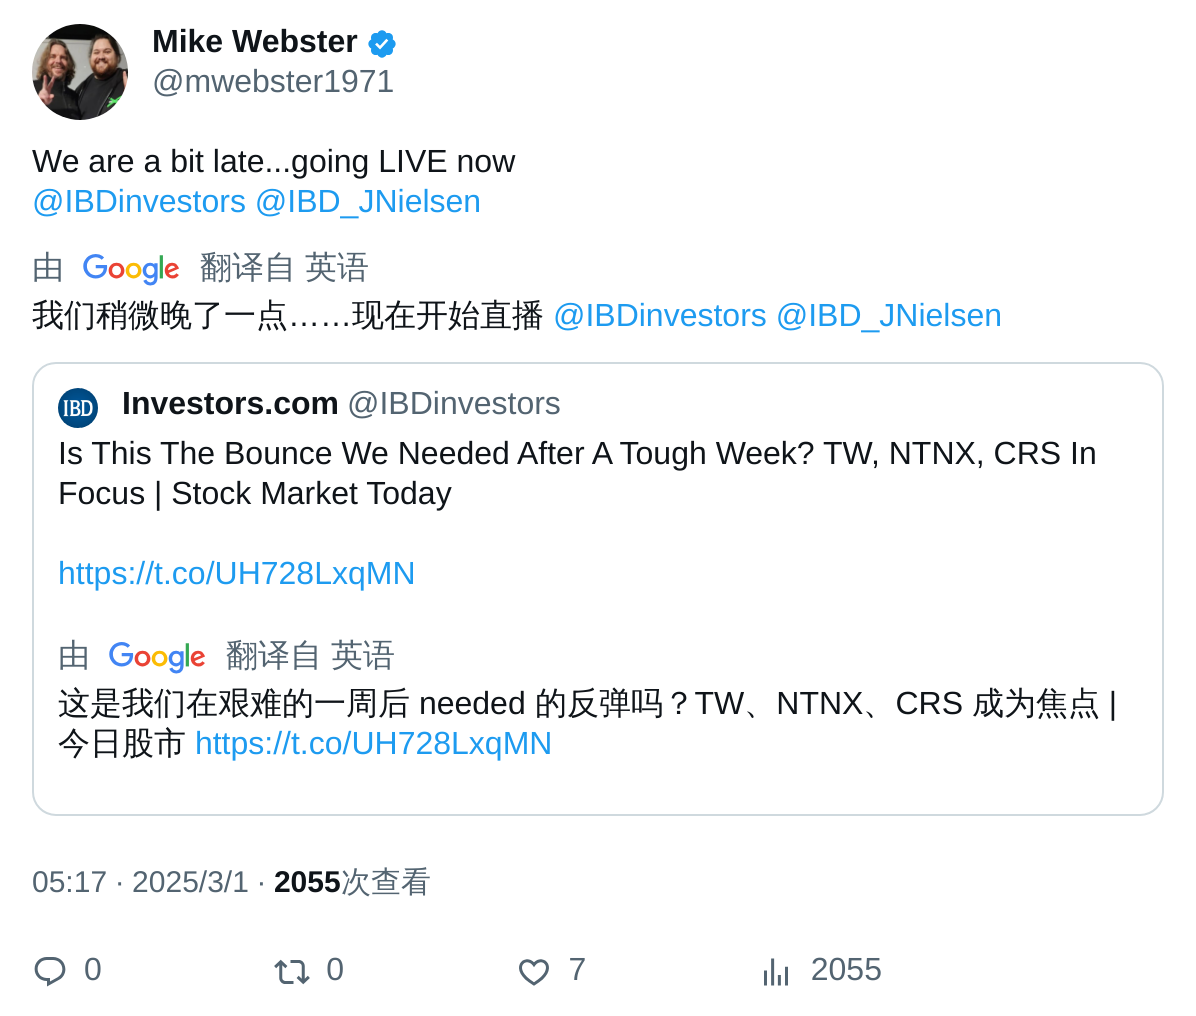 Mike Webster
@mwebster1971
We are a bit late...going LIVE now
@IBDinvestors @IBD_JNielsen
由 Google 翻译自 英语
我们稍微晚了一点……现在开始直播 @IBDinvestors @IBD_JNielsen
IBD Investors.com @IBDinvestors
Is This The Bounce We Needed After A Tough Week? TW, NTNX, CRS In
Focus | Stock Market Today
https://t.co/UH728LxqMN
由 Google 翻译自 英语
这是我们在艰难的一周后 needed 的反弹吗？TW、NTNX、CRS 成为焦点 |
今日股市 https://t.co/UH728LxqMN
05:17 · 2025/3/1 · 2055次查看
0 0 7 2055